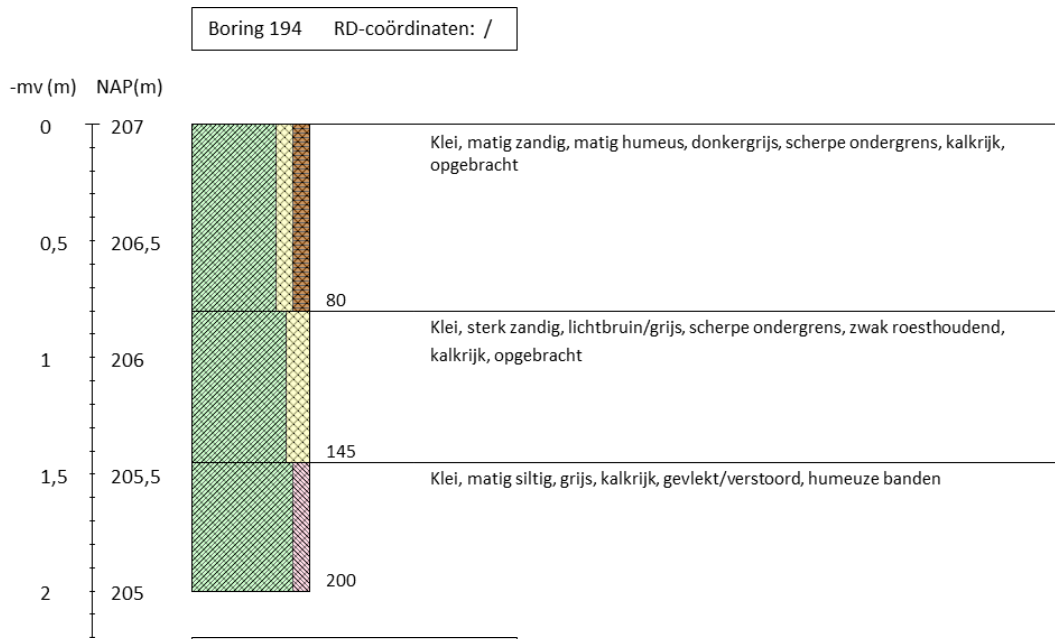 Boring 194 RD-coördinaten: /
-mv (m) NAP(m)
0 207
Klei, matig zandig, matig humeus, donkergrijs, scherpe ondergrens, kalkrijk,
opgebracht
0,5 206,5
80
Klei, sterk zandig, lichtbruin/grijs, scherpe ondergrens, zwak roesthoudend,
kalkrijk, opgebracht
1 206
145
1,5 205,5
Klei, matig siltig, grijs, kalkrijk, gevlekt/verstoord, humeuze banden
200
2 205